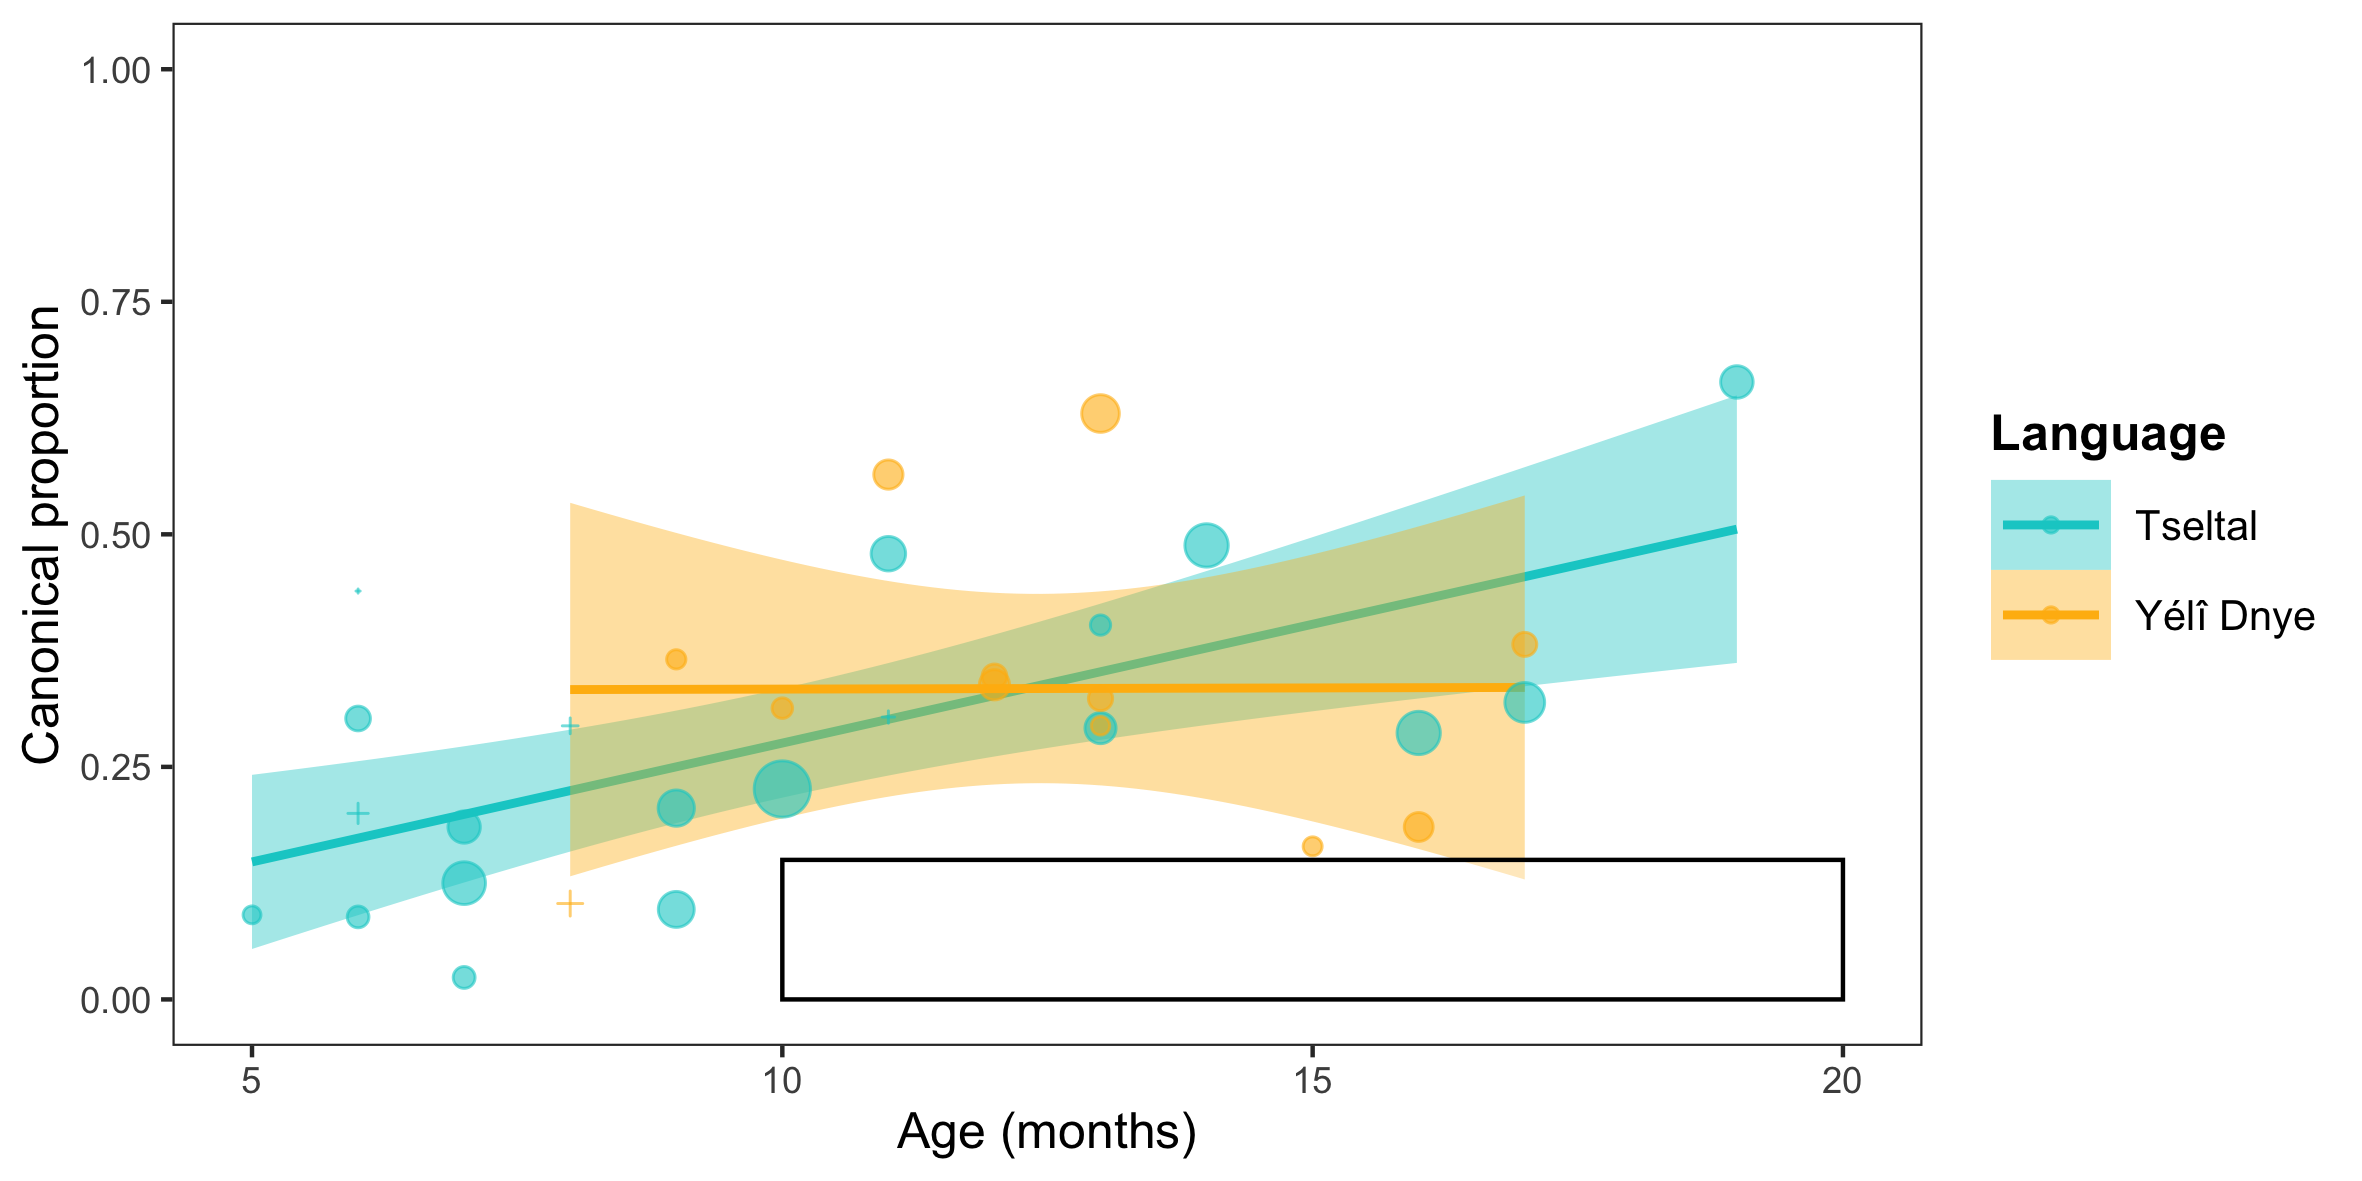 1.00
0.75
0.50
0.25
0.00
Canonical proportion
5 10 15 20
Age (months)
Language
Tseltal
Yélî Dnye